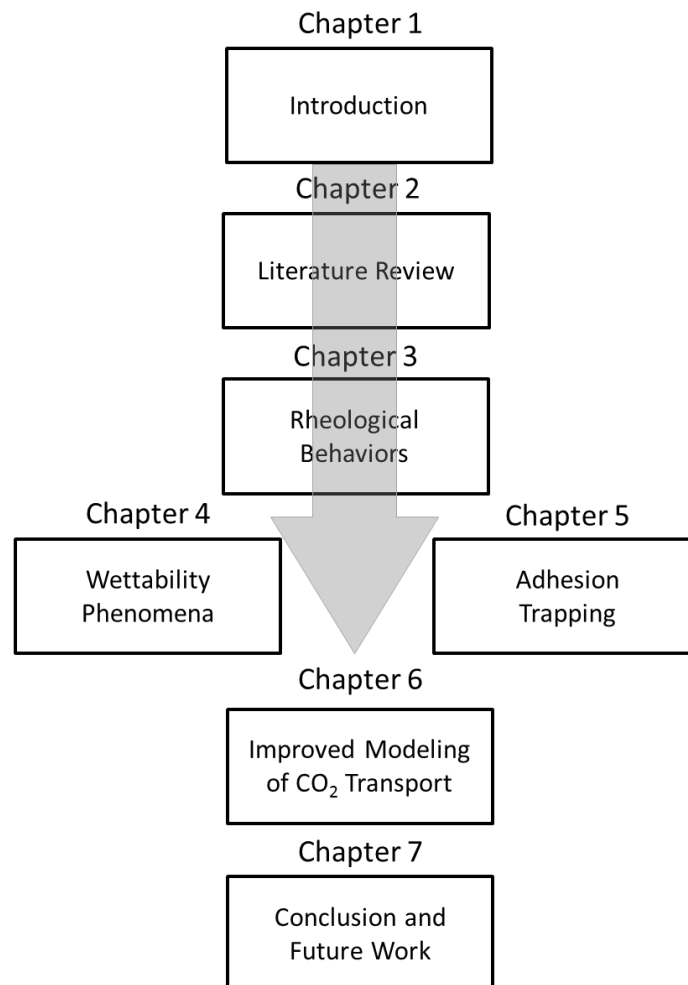 Chapter 1
Introduction
Chapter 2
Literature Review
Chapter 3
Rheological
Behaviors
Chapter 4
Wettability
Phenomena
Chapter 5
Adhesion
Trapping
Chapter 6
Improved Modeling
of CO₂ Transport
Chapter 7
Conclusion and
Future Work